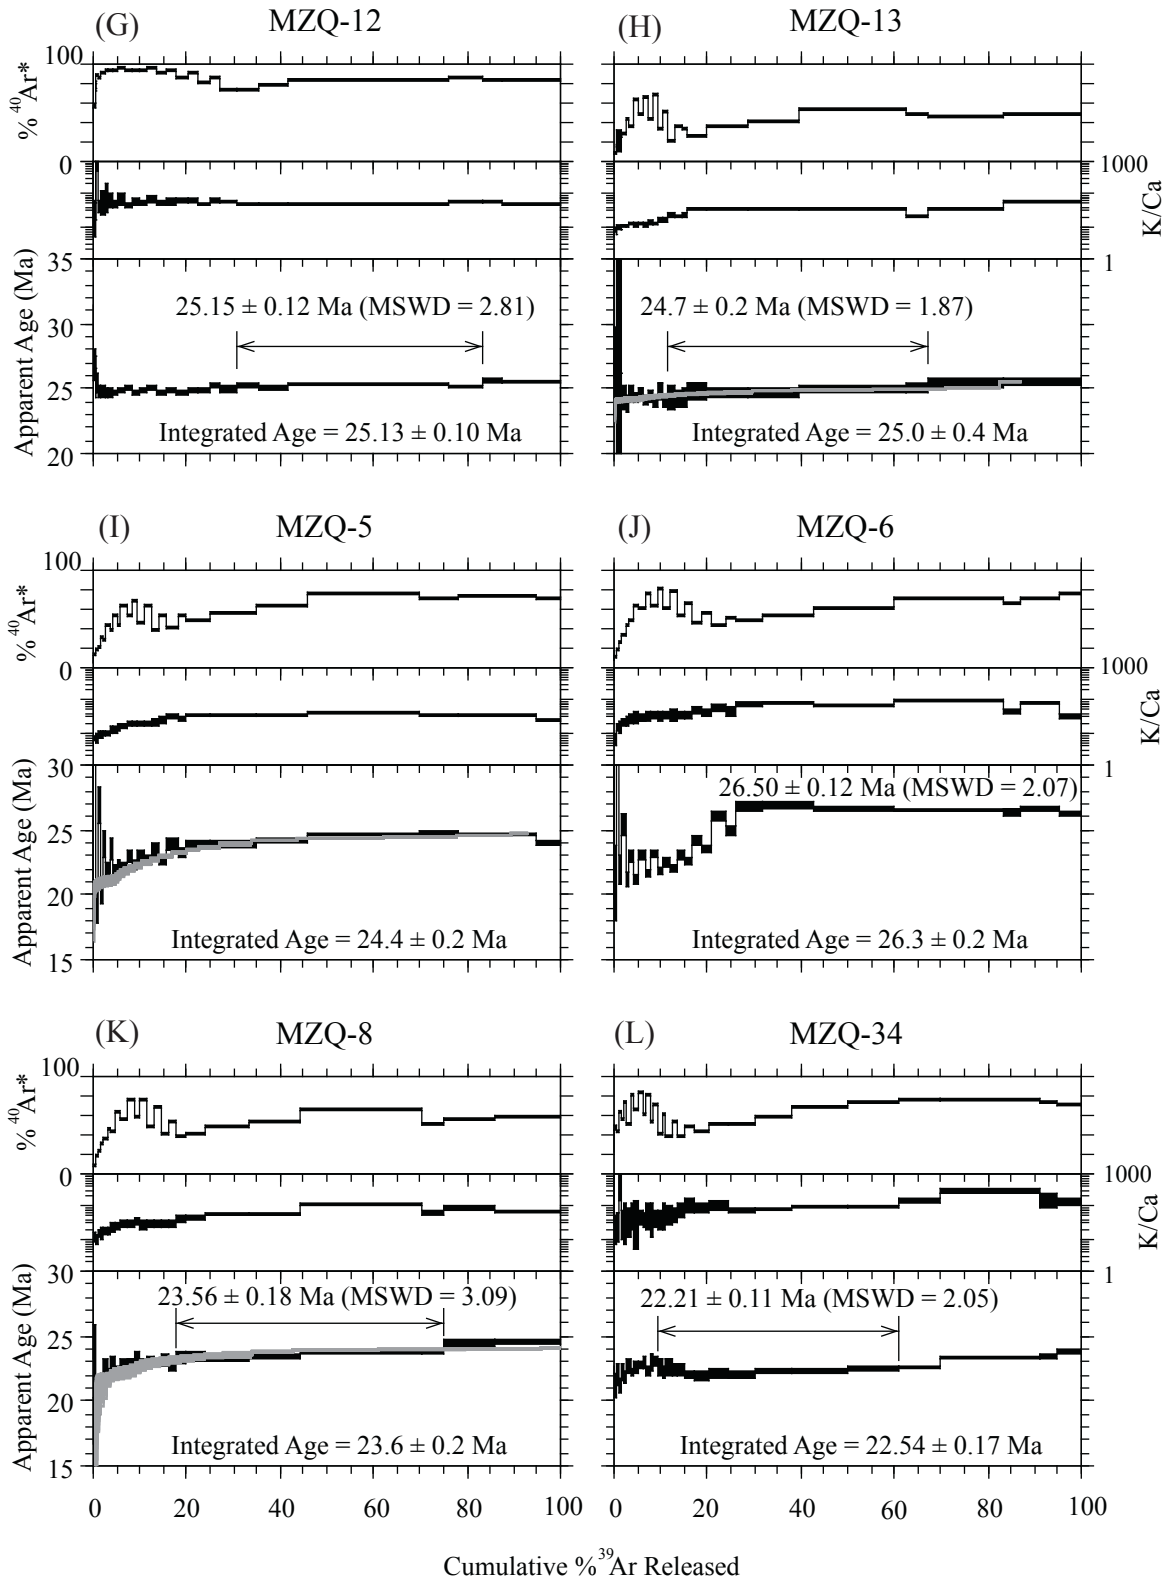 (G) MZQ-12
(H) MZQ-13
100
% ⁴⁰Ar*
0
1000
K/Ca
1
35
30
25
20
Apparent Age (Ma)
25.15 ± 0.12 Ma (MSWD = 2.81)
Integrated Age = 25.13 ± 0.10 Ma
24.7 ± 0.2 Ma (MSWD = 1.87)
Integrated Age = 25.0 ± 0.4 Ma
(I) MZQ-5
(J) MZQ-6
100
% ⁴⁰Ar*
0
1000
K/Ca
1
30
25
20
15
Apparent Age (Ma)
Integrated Age = 24.4 ± 0.2 Ma
26.50 ± 0.12 Ma (MSWD = 2.07)
Integrated Age = 26.3 ± 0.2 Ma
(K) MZQ-8
(L) MZQ-34
100
% ⁴⁰Ar*
0
1000
K/Ca
1
30
25
20
15
Apparent Age (Ma)
23.56 ± 0.18 Ma (MSWD = 3.09)
Integrated Age = 23.6 ± 0.2 Ma
22.21 ± 0.11 Ma (MSWD = 2.05)
Integrated Age = 22.54 ± 0.17 Ma
0 20 40 60 80 100
0 20 40 60 80 100
Cumulative %³⁹Ar Released